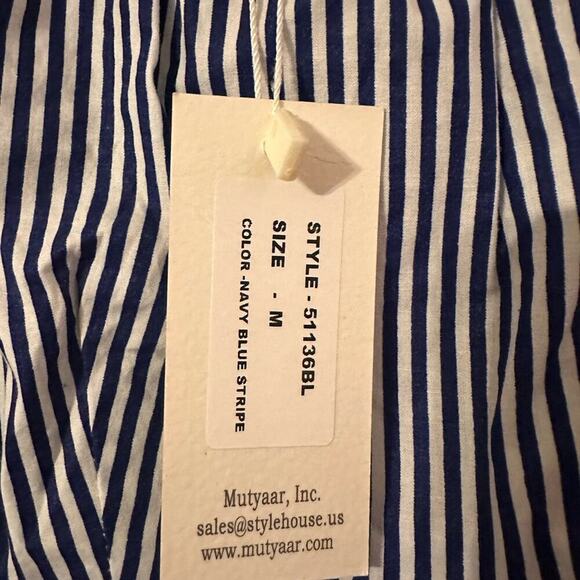 STYLE - 51136BL
SIZE - M
COLOR -NAVY BLUE STRIPE
Mutyaar, Inc.
sales@stylehouse.us
www.mutyaar.com